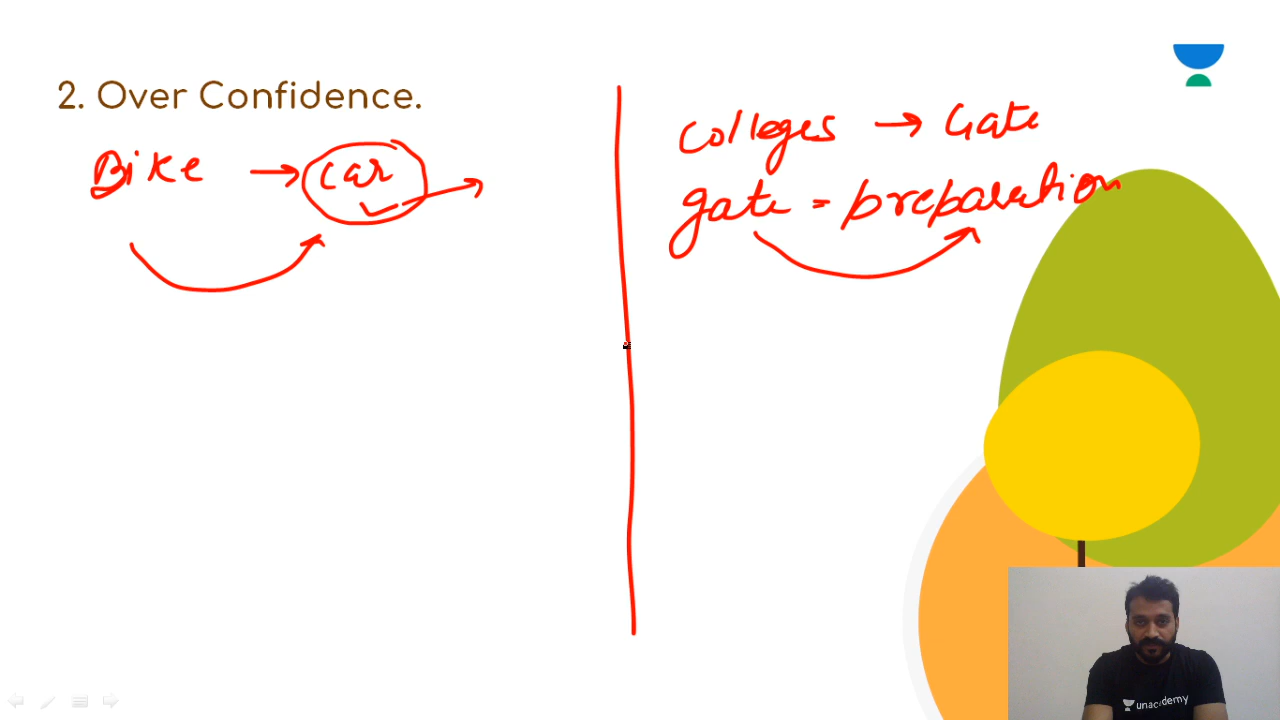 2. Over Confidence.
Bike → car
colleges → Gate
gate = preparation
unacademy